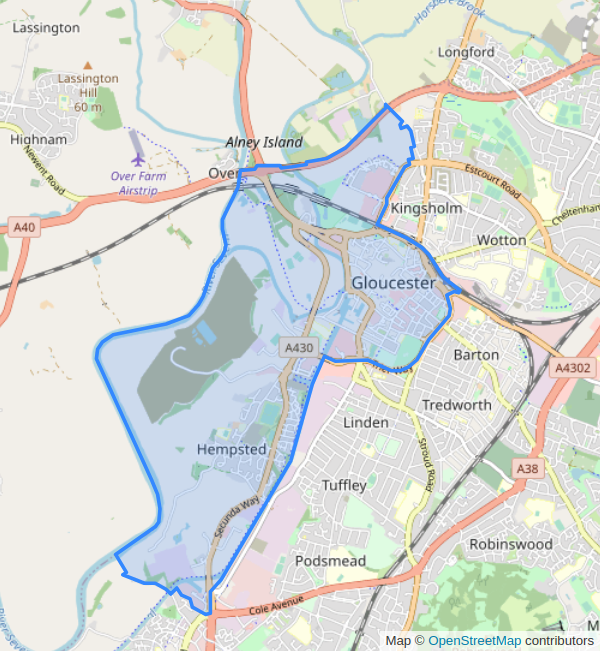 Lassington
Horsbere Brook
Longford
Lassington
Hill
60 m
Highnam
Newent Road
Over Farm
Airstrip
Alney Island
Over
Estcourt Road
Kingsholm
Cheltenham
A40
Wotton
Gloucester
A430
Barton
A4302
Tredworth
Linden
Stroud Road
Hempsted
A38
Tuffley
Secunda Way
Robinswood
Podsmead
Cole Avenue
River Seve
Map © OpenStreetMap contributors